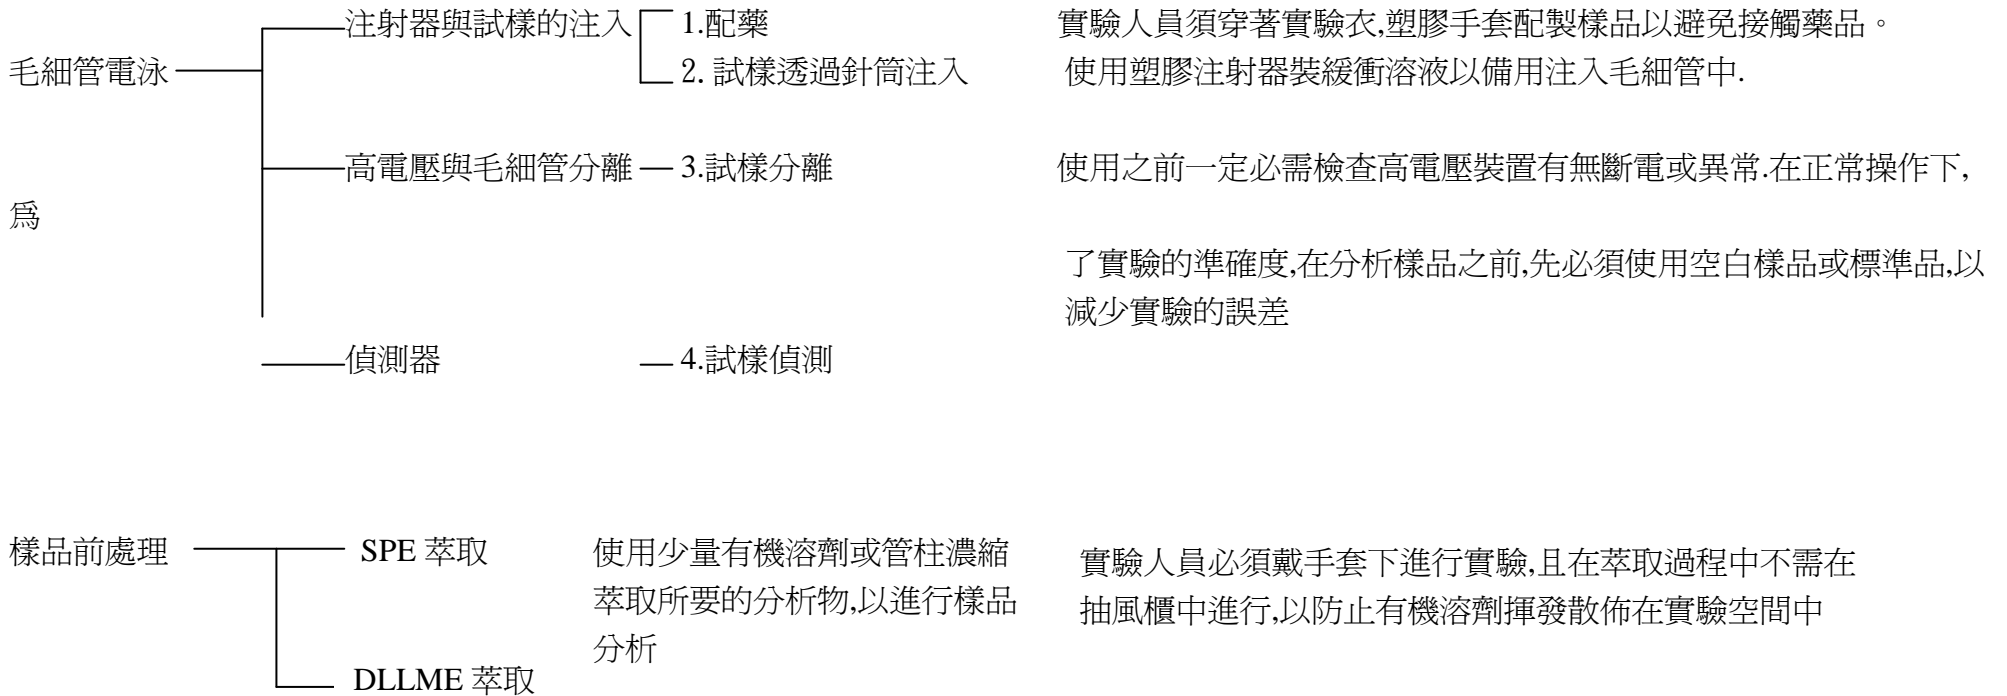 注射器與試樣的注入 1.配藥 實驗人員須穿著實驗衣,塑膠手套配製樣品以避免接觸藥品。
毛細管電泳 2. 試樣透過針筒注入 使用塑膠注射器裝緩衝溶液以備用注入毛細管中.
高電壓與毛細管分離 3.試樣分離 使用之前一定必需檢查高電壓裝置有無斷電或異常.在正常操作下,
為
了實驗的準確度,在分析樣品之前,先必須使用空白樣品或標準品,以
減少實驗的誤差
偵測器 4.試樣偵測
樣品前處理 SPE 萃取 使用少量有機溶劑或管柱濃縮
萃取所要的分析物,以進行樣品
分析
實驗人員必須戴手套下進行實驗,且在萃取過程中不需在
抽風櫃中進行,以防止有機溶劑揮發散佈在實驗空間中
DLLME 萃取